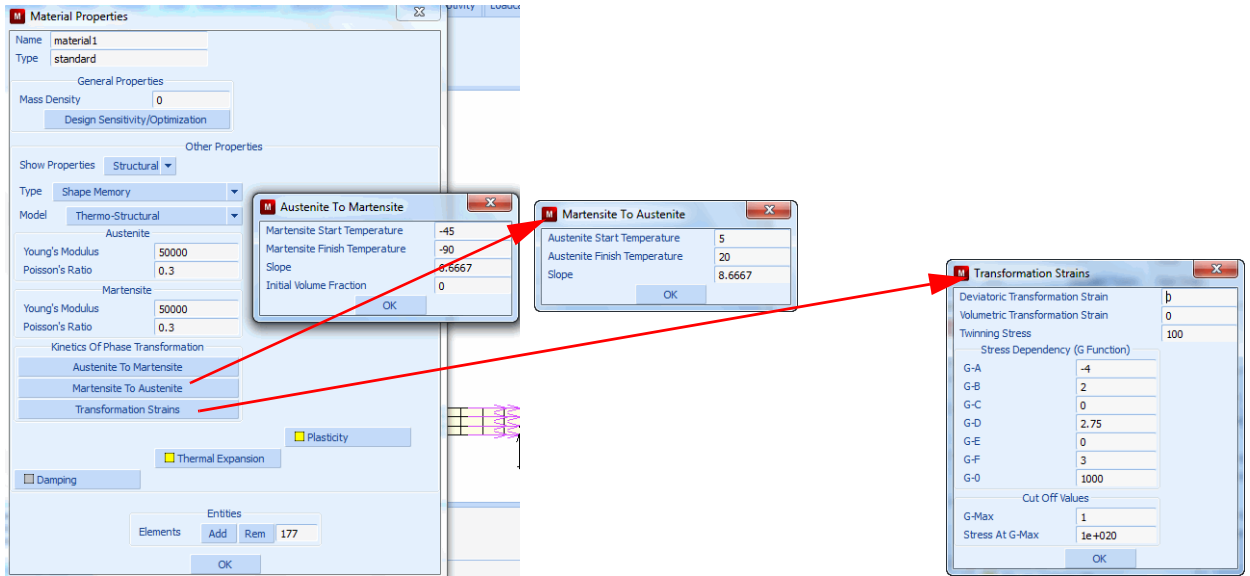 Material Properties
Name material1
Type standard
General Properties
Mass Density 0
Design Sensitivity/Optimization
Other Properties
Show Properties Structural
Type Shape Memory
Model Thermo-Structural
Austenite
Young's Modulus 50000
Poisson's Ratio 0.3
Martensite
Young's Modulus 50000
Poisson's Ratio 0.3
Kinetics Of Phase Transformation
Austenite To Martensite
Martensite To Austenite
Transformation Strains
Plasticity
Thermal Expansion
Damping
Entities
Elements Add Rem 177
OK
Austenite To Martensite
Martensite Start Temperature -45
Martensite Finish Temperature -90
Slope 8.6667
Initial Volume Fraction 0
OK
Martensite To Austenite
Austenite Start Temperature 5
Austenite Finish Temperature 20
Slope 8.6667
OK
Transformation Strains
Deviatoric Transformation Strain 0
Volumetric Transformation Strain 0
Twinning Stress 100
Stress Dependency (G Function)
G-A -4
G-B 2
G-C 0
G-D 2.75
G-E 0
G-F 3
G-0 1000
Cut Off Values
G-Max 1
Stress At G-Max 1e+020
OK